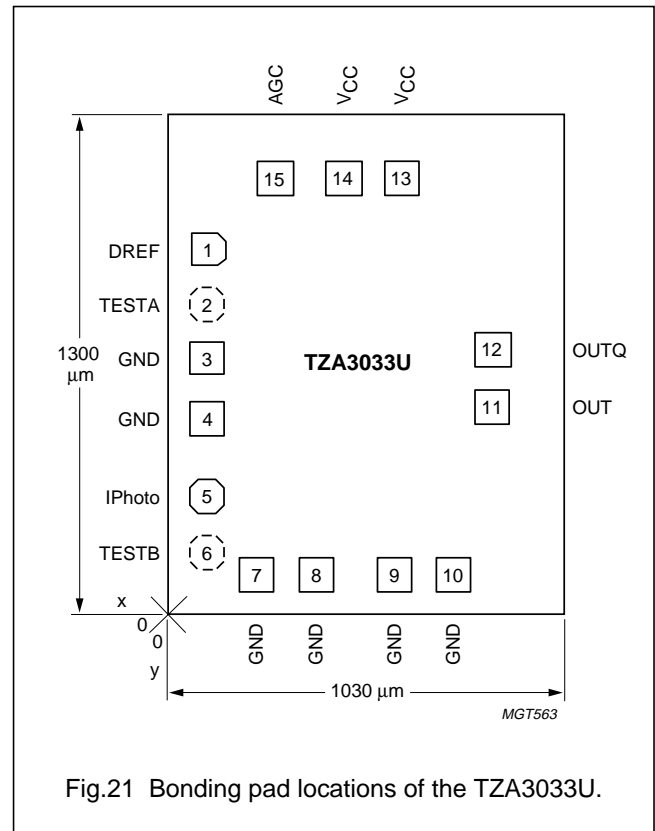 AGC
VCC
VCC
15
14
13
DREF
1
TESTA
2
1300
μm
GND
3
TZA3033U
12
OUTQ
GND
4
11
OUT
IPhoto
5
TESTB
6
7
8
9
10
x
0
0
y
GND
GND
GND
GND
1030 μm
MGT563
Fig.21 Bonding pad locations of the TZA3033U.